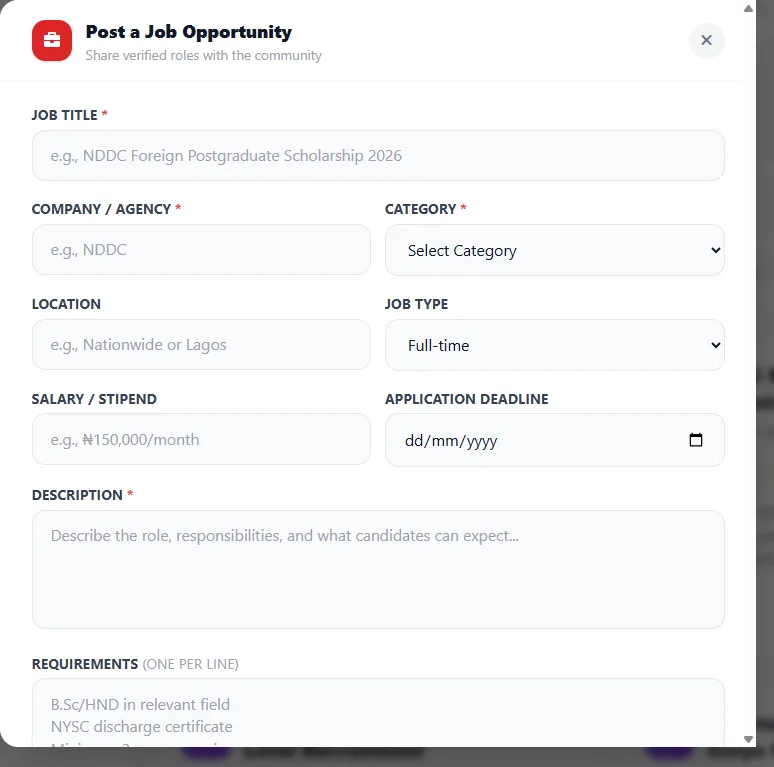 Post a Job Opportunity
Share verified roles with the community
JOB TITLE *
e.g., NDDC Foreign Postgraduate Scholarship 2026
COMPANY / AGENCY *
CATEGORY *
e.g., NDDC
Select Category
LOCATION
JOB TYPE
e.g., Nationwide or Lagos
Full-time
SALARY / STIPEND
APPLICATION DEADLINE
e.g., ₦150,000/month
dd/mm/yyyy
DESCRIPTION *
Describe the role, responsibilities, and what candidates can expect...
REQUIREMENTS (ONE PER LINE)
B.Sc/HND in relevant field
NYSC discharge certificate